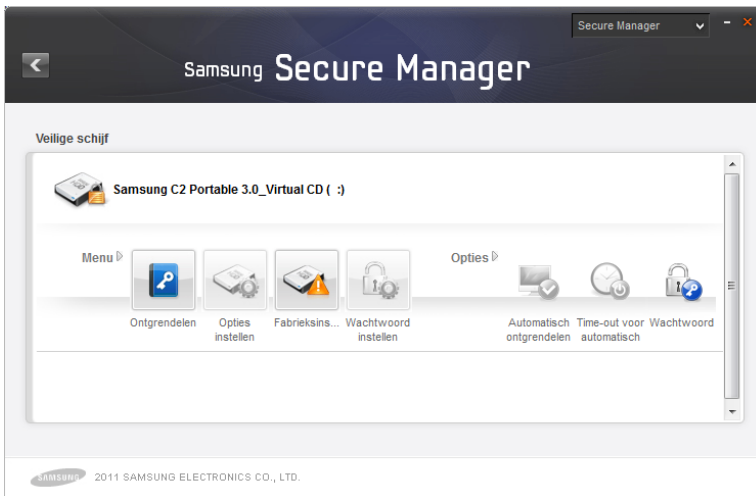 Secure Manager
Samsung Secure Manager
Veilige schijf
Samsung C2 Portable 3.0_Virtual CD ( :)
Menu
Opties
Ontgrendelen
Opties instellen
Fabrieksins...
Wachtwoord instellen
Automatisch ontgrendelen
Time-out voor automatisch
Wachtwoord
SAMSUNG
2011 SAMSUNG ELECTRONICS CO., LTD.